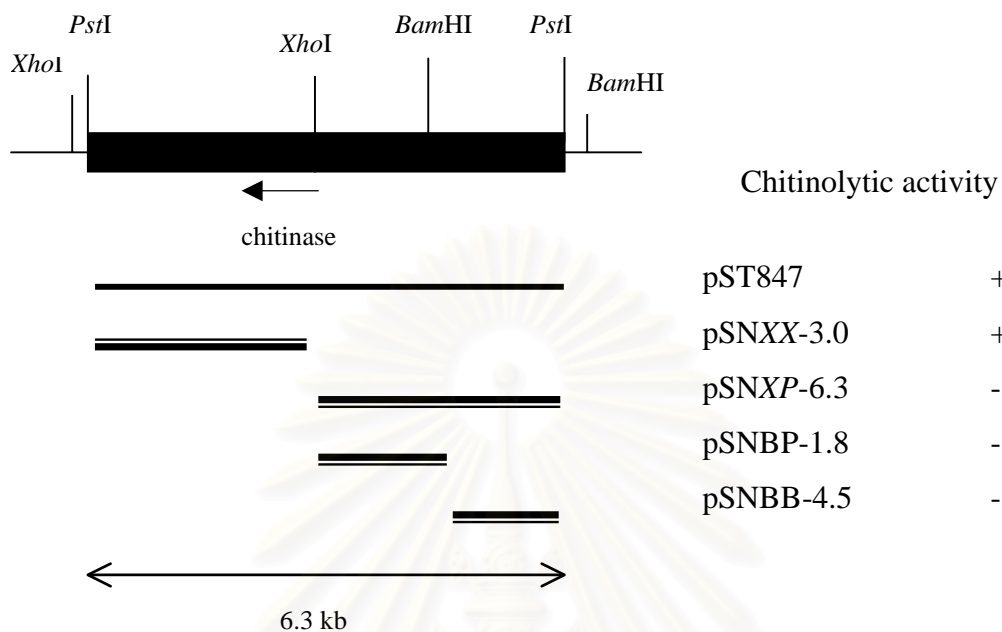 PstI
XhoI
XhoI
BamHI
PstI
BamHI
Chitinolytic activity
chitinase
pST847 +
pSNXX-3.0 +
pSNXP-6.3 -
pSNBP-1.8 -
pSNBB-4.5 -
6.3 kb